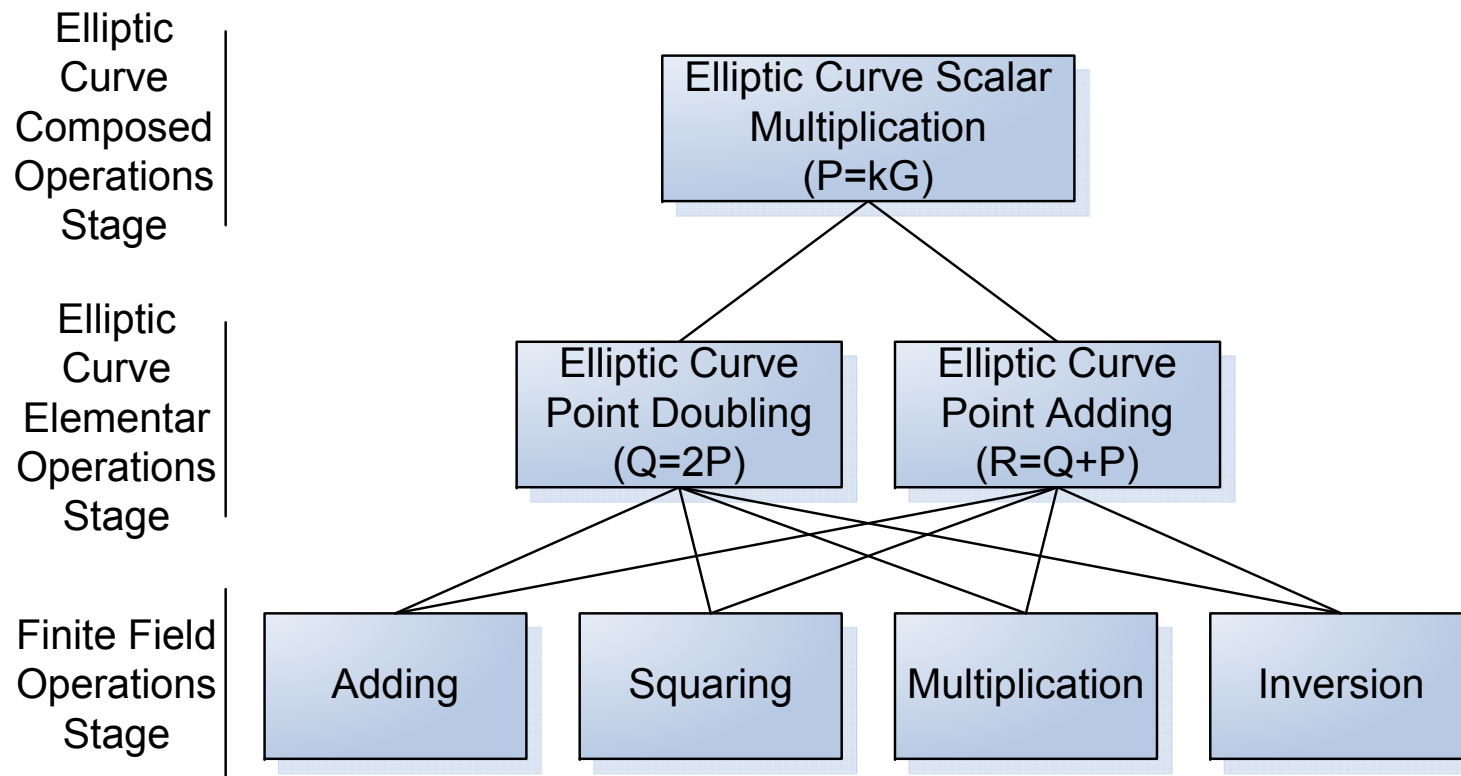 Elliptic
Curve
Composed
Operations
Stage
Elliptic Curve Scalar
Multiplication
(P=kG)
Elliptic
Curve
Elementar
Operations
Stage
Elliptic Curve
Point Doubling
(Q=2P)
Elliptic Curve
Point Adding
(R=Q+P)
Finite Field
Operations
Stage
Adding
Squaring
Multiplication
Inversion